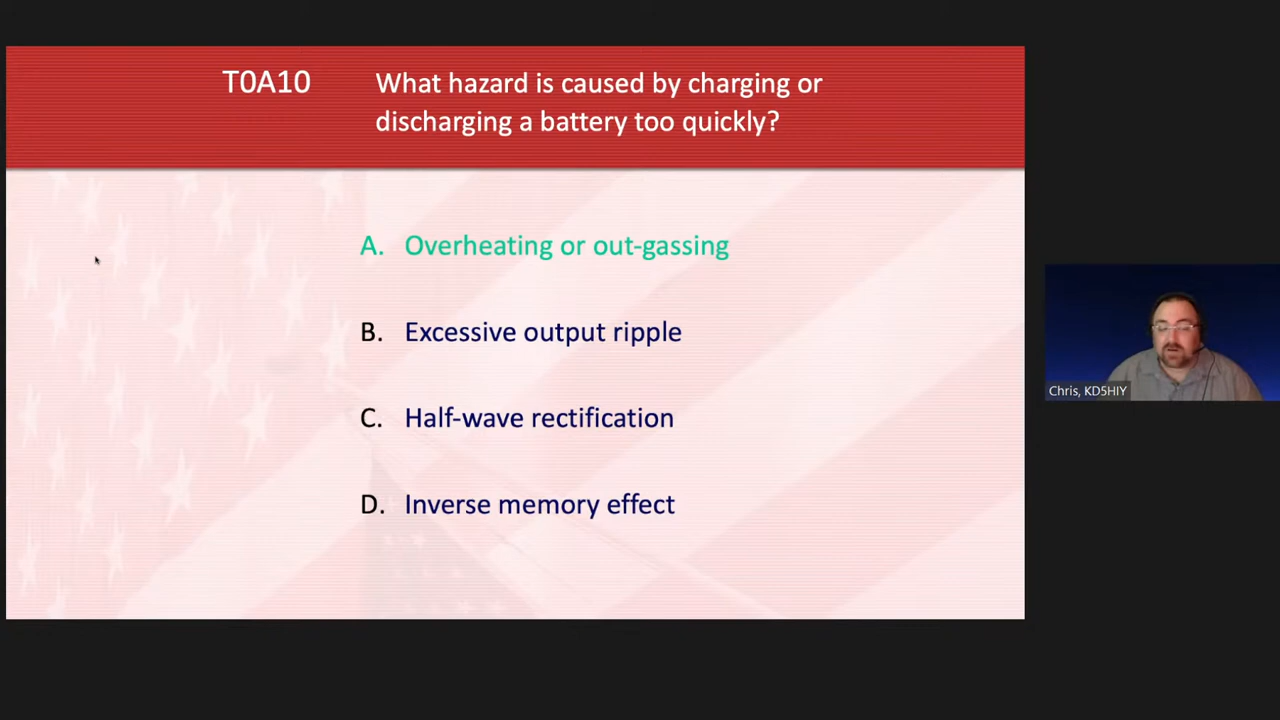 T0A10 What hazard is caused by charging or
discharging a battery too quickly?
A. Overheating or out-gassing
B. Excessive output ripple
C. Half-wave rectification
D. Inverse memory effect
Chris, KD5HIY